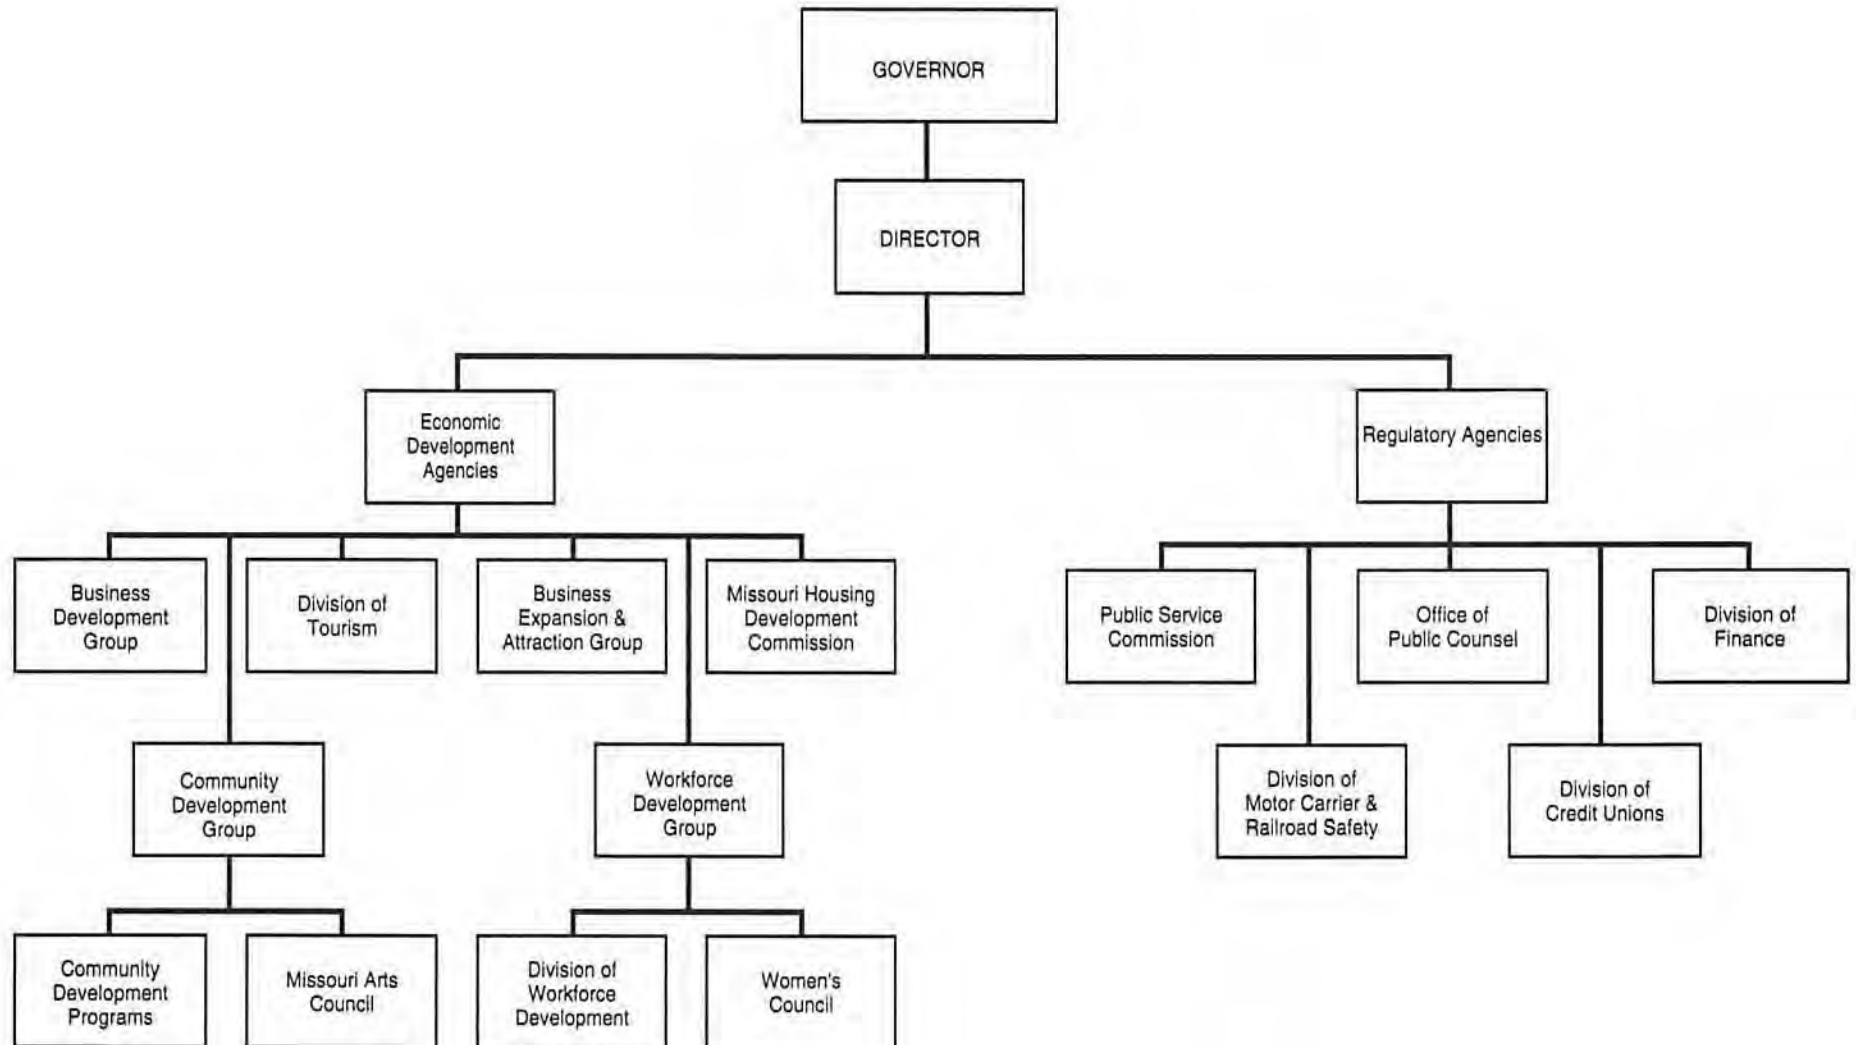 GOVERNOR
DIRECTOR
Economic
Development
Agencies
Regulatory Agencies
Business
Development
Group
Division of
Tourism
Business
Expansion &
Attraction Group
Missouri Housing
Development
Commission
Public Service
Commission
Office of
Public Counsel
Division of
Finance
Community
Development
Group
Workforce
Development
Group
Division of
Motor Carrier &
Railroad Safety
Division of
Credit Unions
Community
Development
Programs
Missouri Arts
Council
Division of
Workforce
Development
Women's
Council